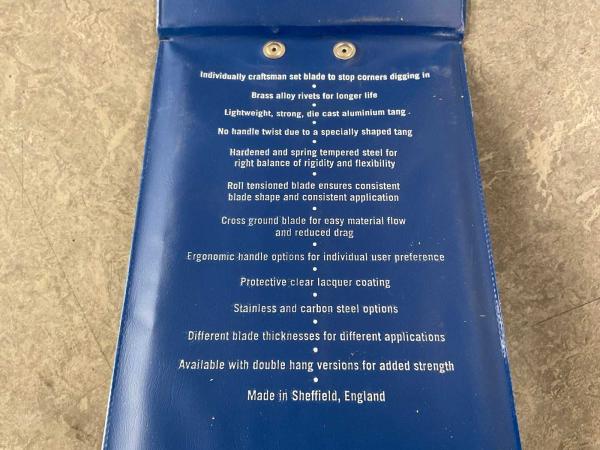 Individually craftsman set blade to stop corners digging in
•
Brass alloy rivets for longer life
•
Lightweight, strong, die cast aluminium tang
•
No handle twist due to a specially shaped tang
•
Hardened and spring tempered steel for
right balance of rigidity and flexibility
•
Roll tensioned blade ensures consistent
blade shape and consistent application
•
Cross ground blade for easy material flow
and reduced drag
•
Ergonomic handle options for individual user preference
•
Protective clear lacquer coating
•
Stainless and carbon steel options
•
Different blade thicknesses for different applications
•
Available with double hang versions for added strength
•
Made in Sheffield, England